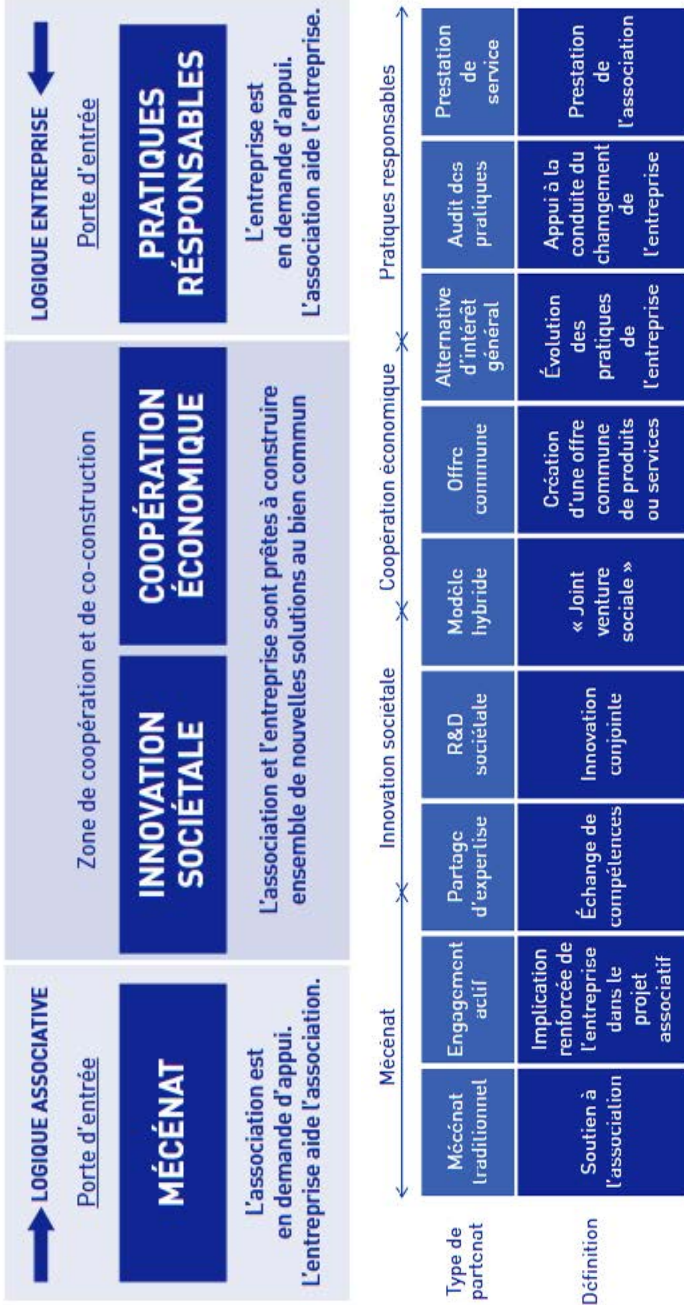 LOGIQUE ASSOCIATIVE
Porte d'entrée
MÉCÉNAT
L'association est
en demande d'appui.
L'entreprise aide l'association.
Zone de coopération et de co-construction
INNOVATION
SOCIÉTALE
COOPÉRATION
ÉCONOMIQUE
L'association et l'entreprise sont prêtes à construire
ensemble de nouvelles solutions au bien commun
LOGIQUE ENTREPRISE
Porte d'entrée
PRATIQUES
RÉSPONSABLES
L'entreprise est
en demande d'appui.
L'association aide l'entreprise.
Mécénat
Innovation sociétale
Coopération économique
Pratiques responsables
Type de
partenat
Mécénat
traditionnel
Engagement
actif
Partage
d'expertise
R&D
sociétale
Modèle
hybride
Offre
commune
Alternative
d'intérêt
général
Audit des
pratiques
Prestation
de
service
Définition
Soutien à
l'association
Implication
renforcée de
l'entreprise
dans le
projet
associatif
Échange de
compétences
Innovation
conjointe
« Joint
venture
sociale »
Création
d'une offre
commune
de produits
ou services
Évolution
des
pratiques
de
l'entreprise
Appui à la
conduite du
chamgement
de
l'entreprise
Prestation
de
l'association